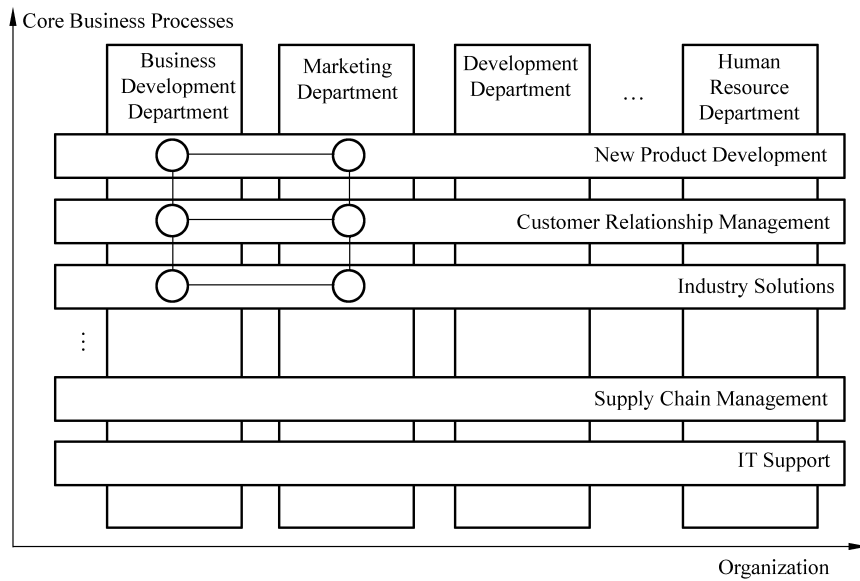 Core Business Processes
Business
Development
Department
Marketing
Department
Development
Department
...
Human
Resource
Department
New Product Development
Customer Relationship Management
Industry Solutions
...
Supply Chain Management
IT Support
Organization